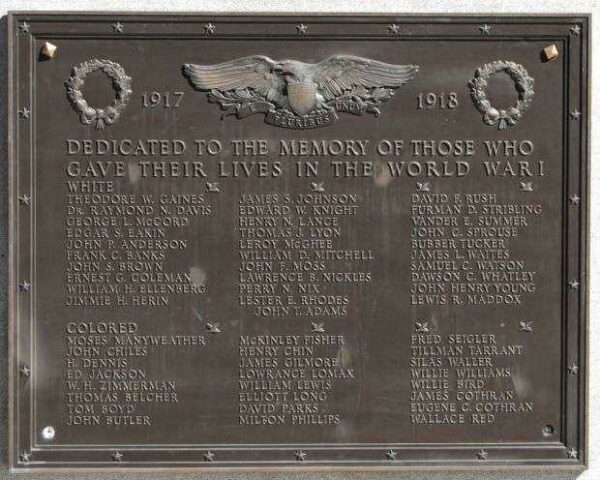 1917
E PLURIBUS UNUM
1918
DEDICATED TO THE MEMORY OF THOSE WHO
GAVE THEIR LIVES IN THE WORLD WAR I
WHITE
THEODORE W. GAINES
DR. RAYMOND N. DAVIS
GEORGE L. McCORD
EDGAR S. EAKIN
JOHN P. ANDERSON
FRANK C. BANKS
JOHN S. BROWN
ERNEST G. COLEMAN
WILLIAM H. ELLENBERG
JIMMIE H. HERIN
JAMES S. JOHNSON
EDWARD W. KNIGHT
HENRY N. LANCE
THOMAS J. LYON
LEROY McGHEE
WILLIAM D. MITCHELL
JOHN F. MOSS
LAWRENCE B. NICKLES
PERRY N. NIX
LESTER E. RHODES
JOHN T. ADAMS
DAVID F. RUSH
FURMAN D. STRIBLING
VANDER E. SUMMER
JOHN C. SPROUSE
BUBBER TUCKER
JAMES L. WAITES
SAMUEL C. WATSON
DAMSON C. WHATLEY
JOHN HENRY YOUNG
LEWIS R. MADDOX
COLORED
MOSES MANYWEATHER
JOHN CHILES
H. DENNIS
ED. JACKSON
W. H. ZIMMERMAN
THOMAS BELCHER
TOM BOYD
JOHN BUTLER
McKINLEY FISHER
HENRY CHIN
JAMES GILMORE
LOWRANCE LOMAX
WILLIAM LEWIS
ELLIOTT LONG
DAVID PARKS
MILTON PHILLIPS
FRED SEIGLER
TILLMAN TARRANT
SILAS WALLER
WILLIE WILLIAMS
WILLIE BIRD
JAMES COTHRAN
EUGENE C. COTHRAN
WALLACE RED